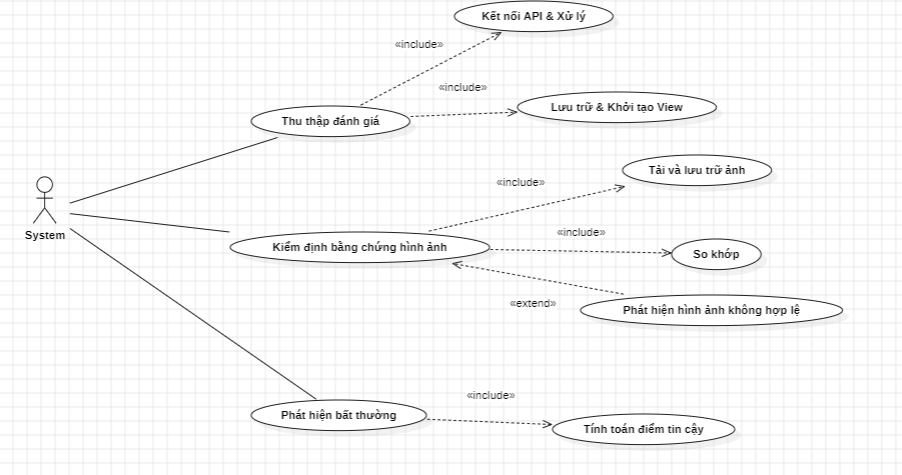 Kết nối API & Xử lý
«include»
«include»
Lưu trữ & Khởi tạo View
Thu thập đánh giá
Tải và lưu trữ ảnh
«include»
System
«include»
Kiểm định bằng chứng hình ảnh
So khớp
«extend»
Phát hiện hình ảnh không hợp lệ
«include»
Phát hiện bất thường
Tính toán điểm tin cậy